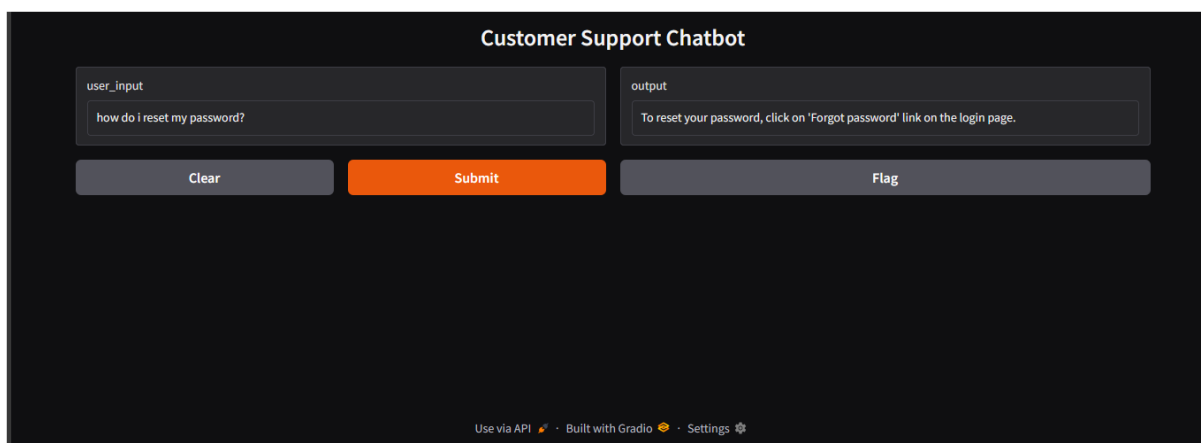 Customer Support Chatbot
user_input
how do i reset my password?
output
To reset your password, click on 'Forgot password' link on the login page.
Clear
Submit
Flag
Use via API · Built with Gradio · Settings